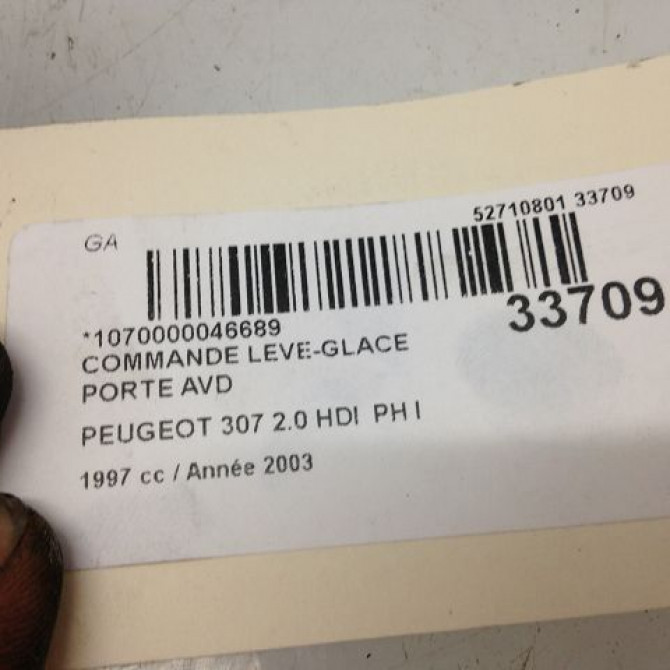 GA
52710801 33709
33709
*1070000046689
COMMANDE LEVE-GLACE
PORTE AVD
PEUGEOT 307 2.0 HDI PH I
1997 cc / Année 2003